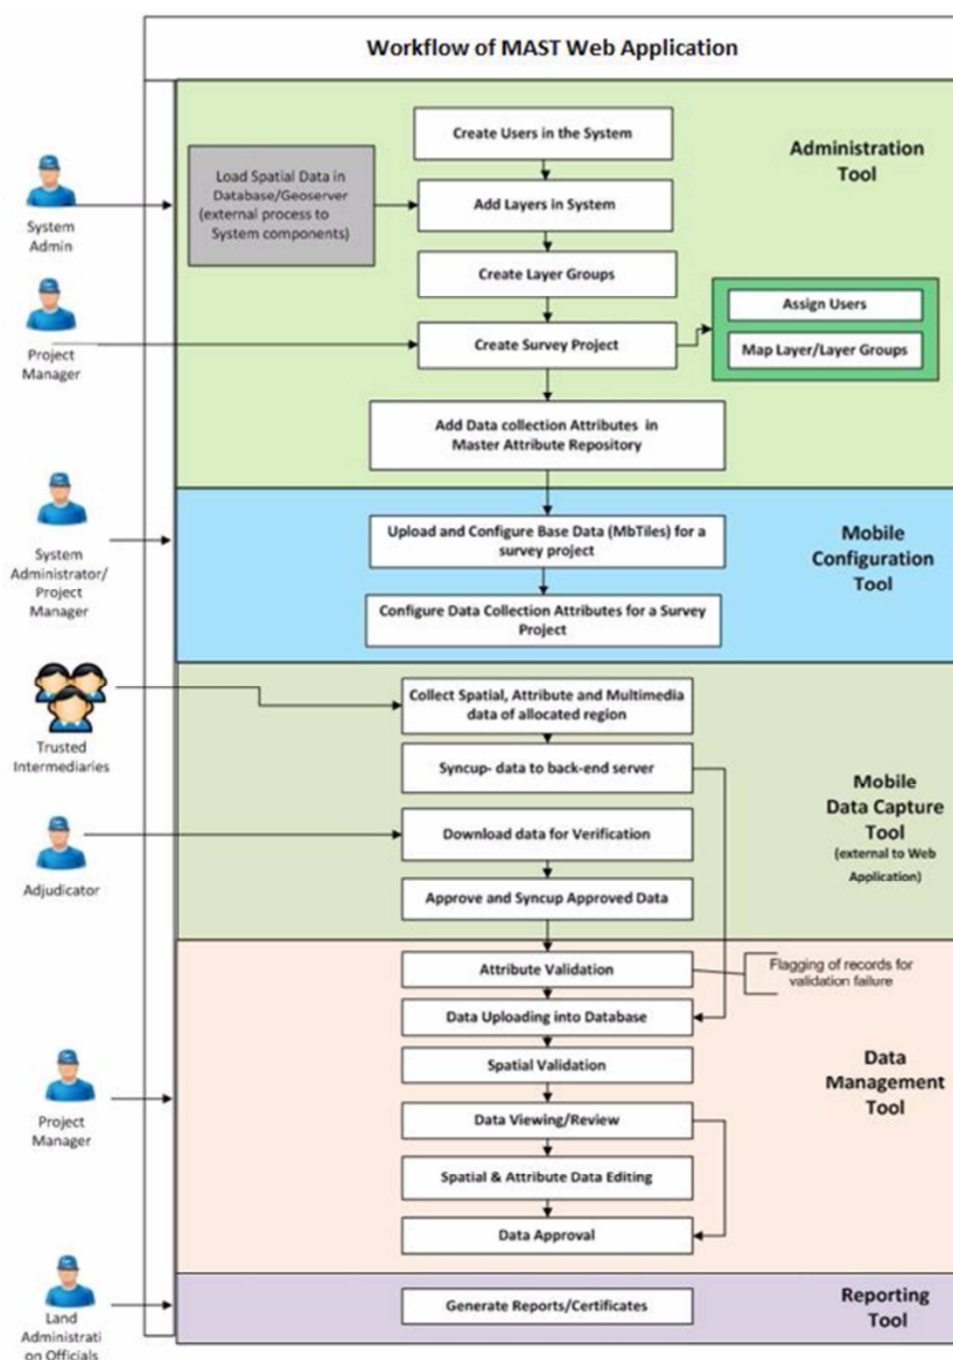 Workflow of MAST Web Application
Create Users in the System
Administration
Tool
Load Spatial Data in
Database/Geoserver
(external process to
System components)
Add Layers in System
System
Admin
Create Layer Groups
Assign Users
Project
Manager
Create Survey Project
Map Layer/Layer Groups
Add Data collection Attributes in
Master Attribute Repository
System
Administrator/
Project
Manager
Upload and Configure Base Data (MbTiles) for a
survey project
Mobile
Configuration
Tool
Configure Data Collection Attributes for a Survey
Project
Trusted
Intermediaries
Collect Spatial, Attribute and Multimedia
data of allocated region
Syncup- data to back-end server
Mobile
Data Capture
Tool
(external to Web
Application)
Adjudicator
Download data for Verification
Approve and Syncup Approved Data
Attribute Validation
Flagging of records for
validation failure
Data Uploading into Database
Spatial Validation
Data
Management
Tool
Project
Manager
Data Viewing/Review
Spatial & Attribute Data Editing
Data Approval
Land
Administrati
on Officials
Generate Reports/Certificates
Reporting
Tool